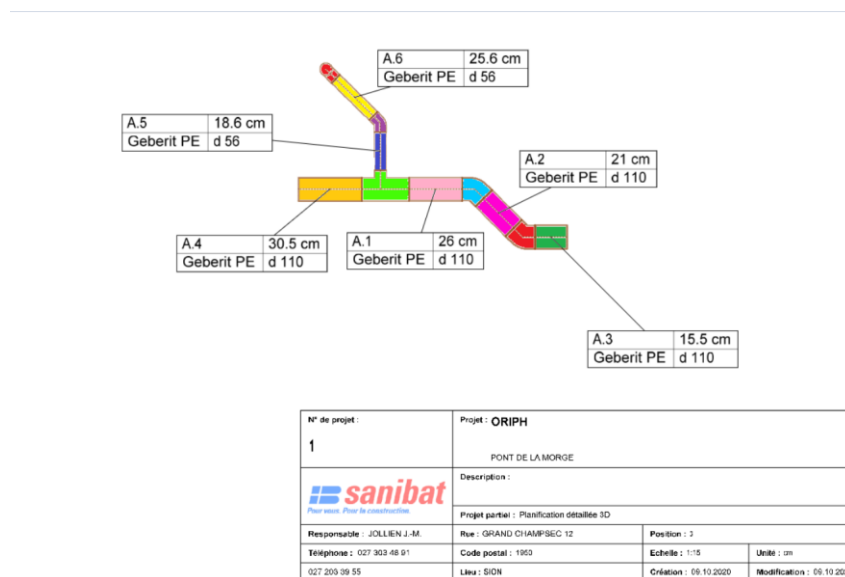 A.6 25.6 cm
Geberit PE d 56
A.5 18.6 cm
Geberit PE d 56
A.2 21 cm
Geberit PE d 110
A.4 30.5 cm
Geberit PE d 110
A.1 26 cm
Geberit PE d 110
A.3 15.5 cm
Geberit PE d 110
N° de projet :
1
Projet : ORIPH
PONT DE LA MORGE
sanibat
Pour vous. Pour la construction.
Description :
Projet partiel : Planification détaillée 3D
Responsable : JOLLIEN J.-M. Rue : GRAND CHAMPSEC 12 Position :
Téléphone : 027 303 48 91 Code postal : 1950 Echelle : 1:15 Unité : cm
027 203 39 55 Lieu : SION Création : 09.10.2020 Modification : 09.10.20